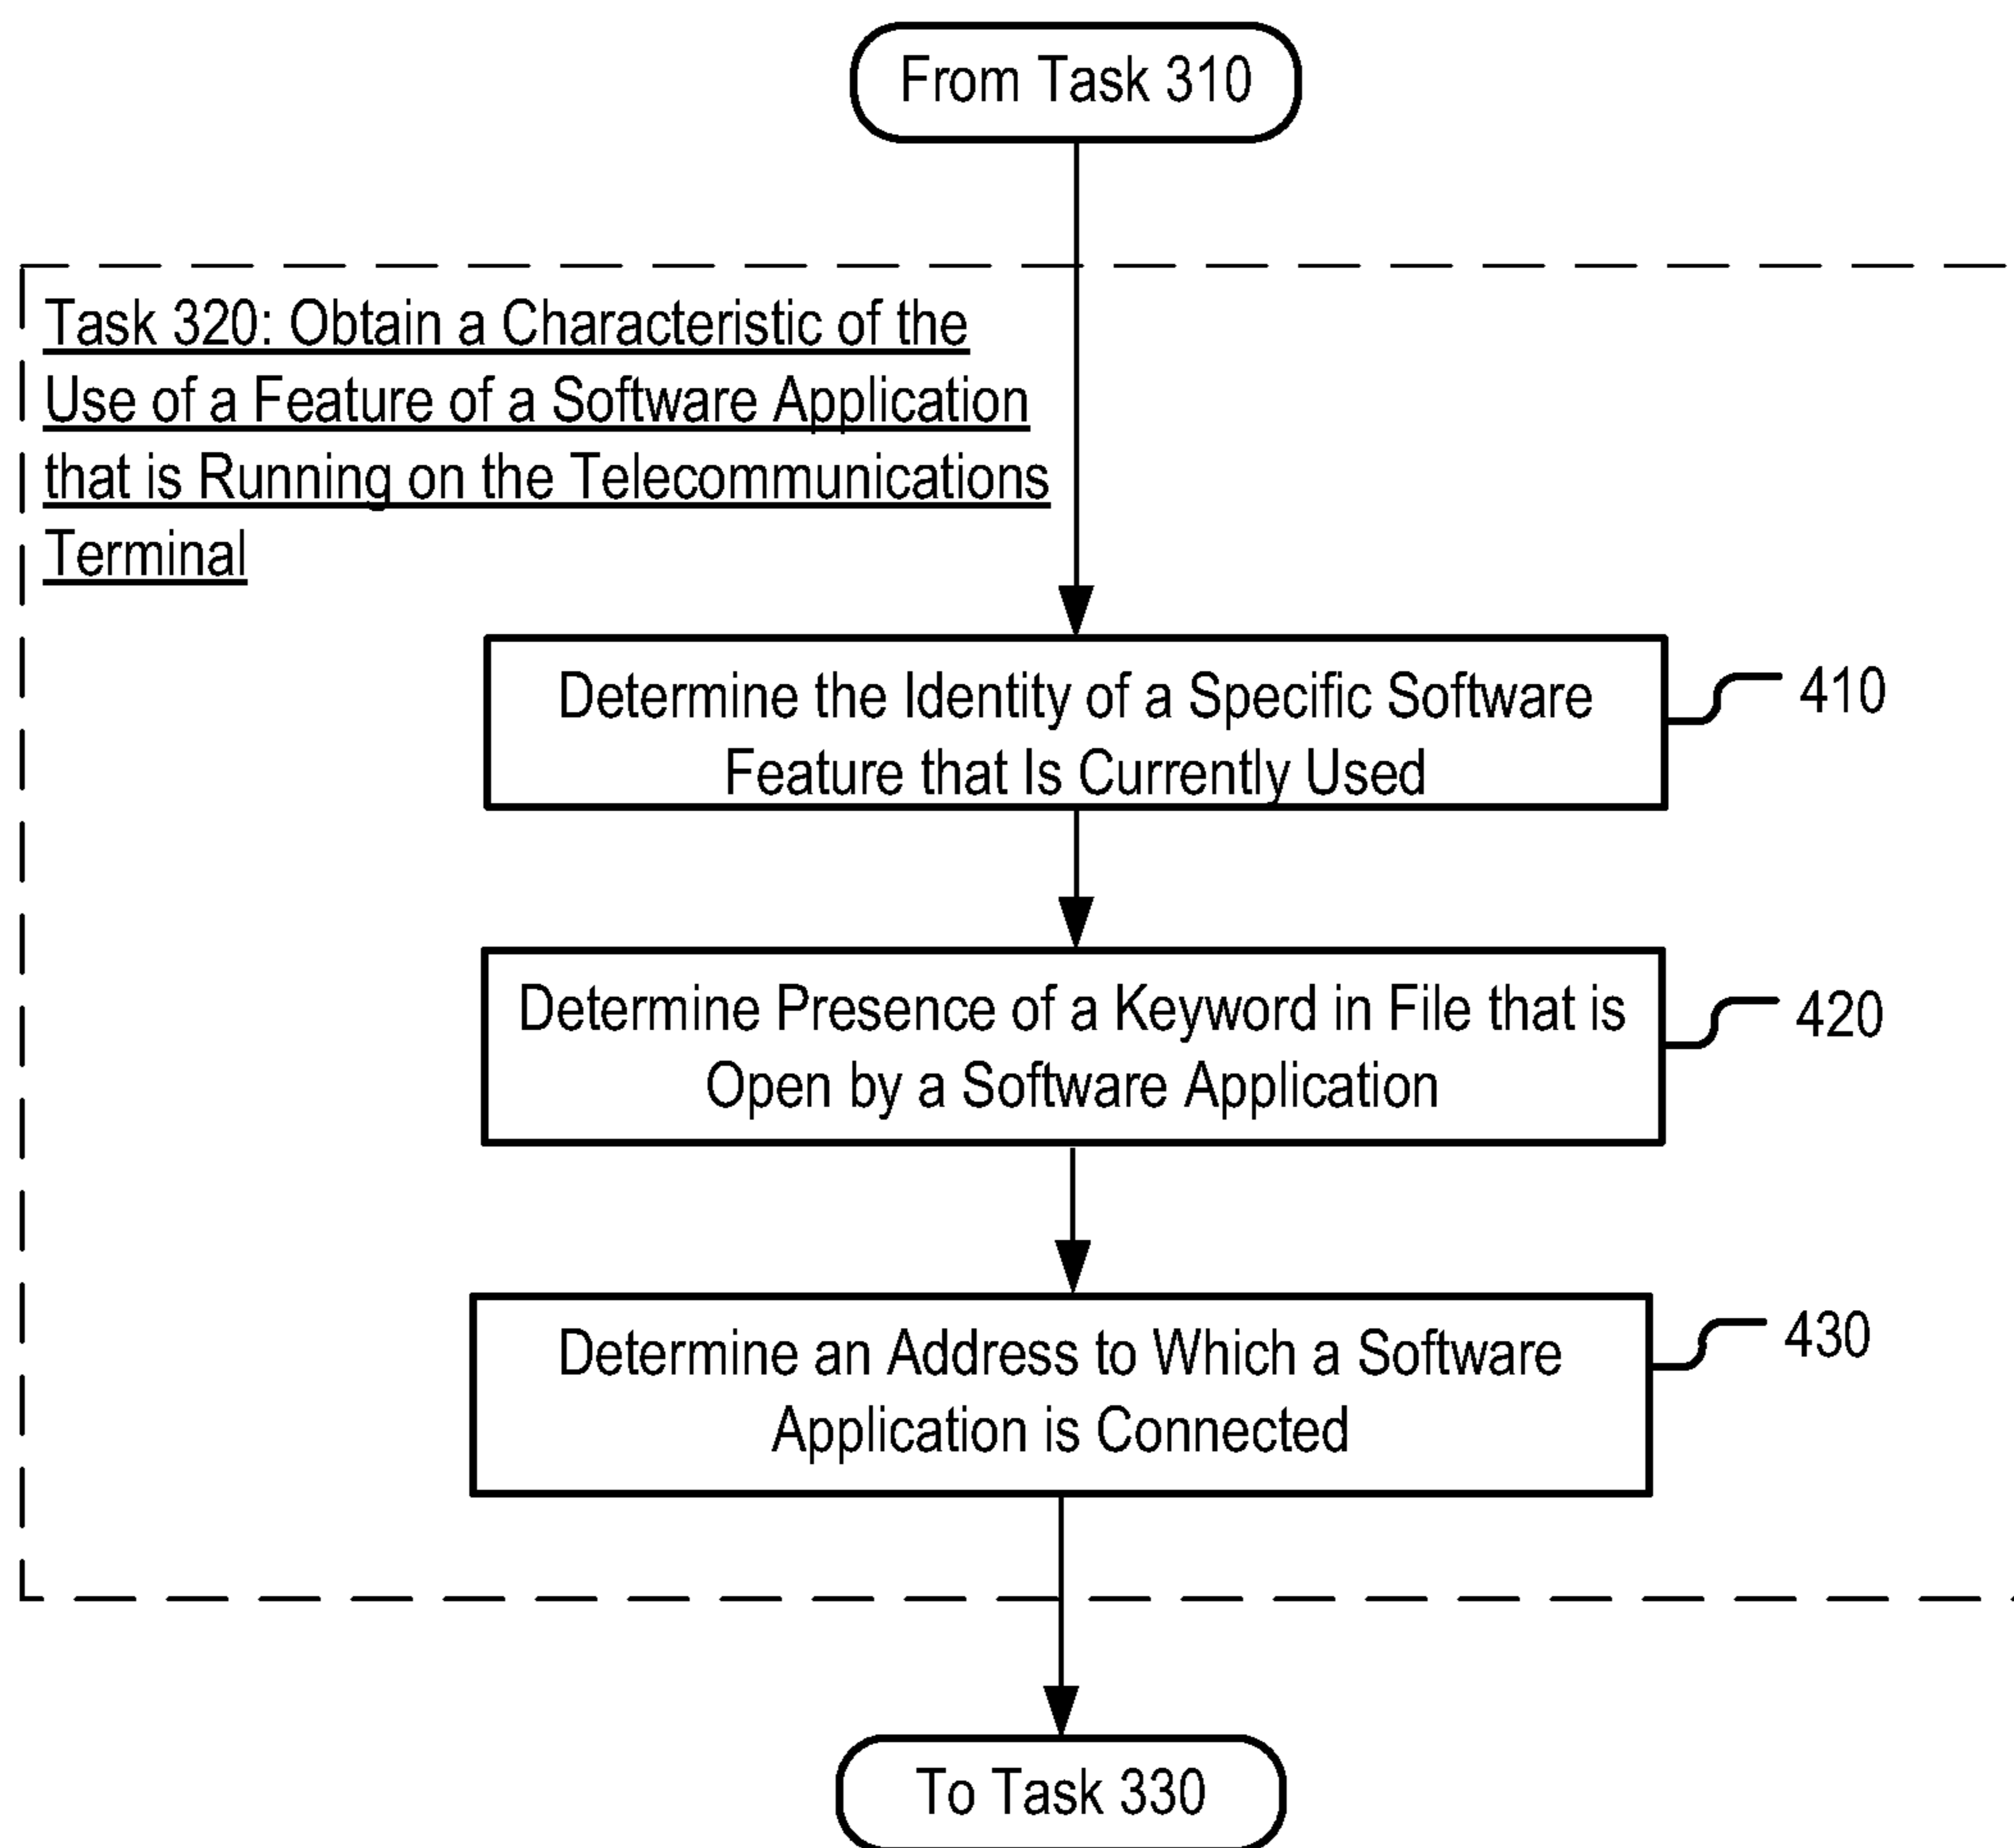 From Task 310
Task 320: Obtain a Characteristic of the
Use of a Feature of a Software Application
that is Running on the Telecommunications
Terminal
Determine the Identity of a Specific Software
Feature that Is Currently Used
410
Determine Presence of a Keyword in File that is
Open by a Software Application
420
Determine an Address to Which a Software
Application is Connected
430
To Task 330